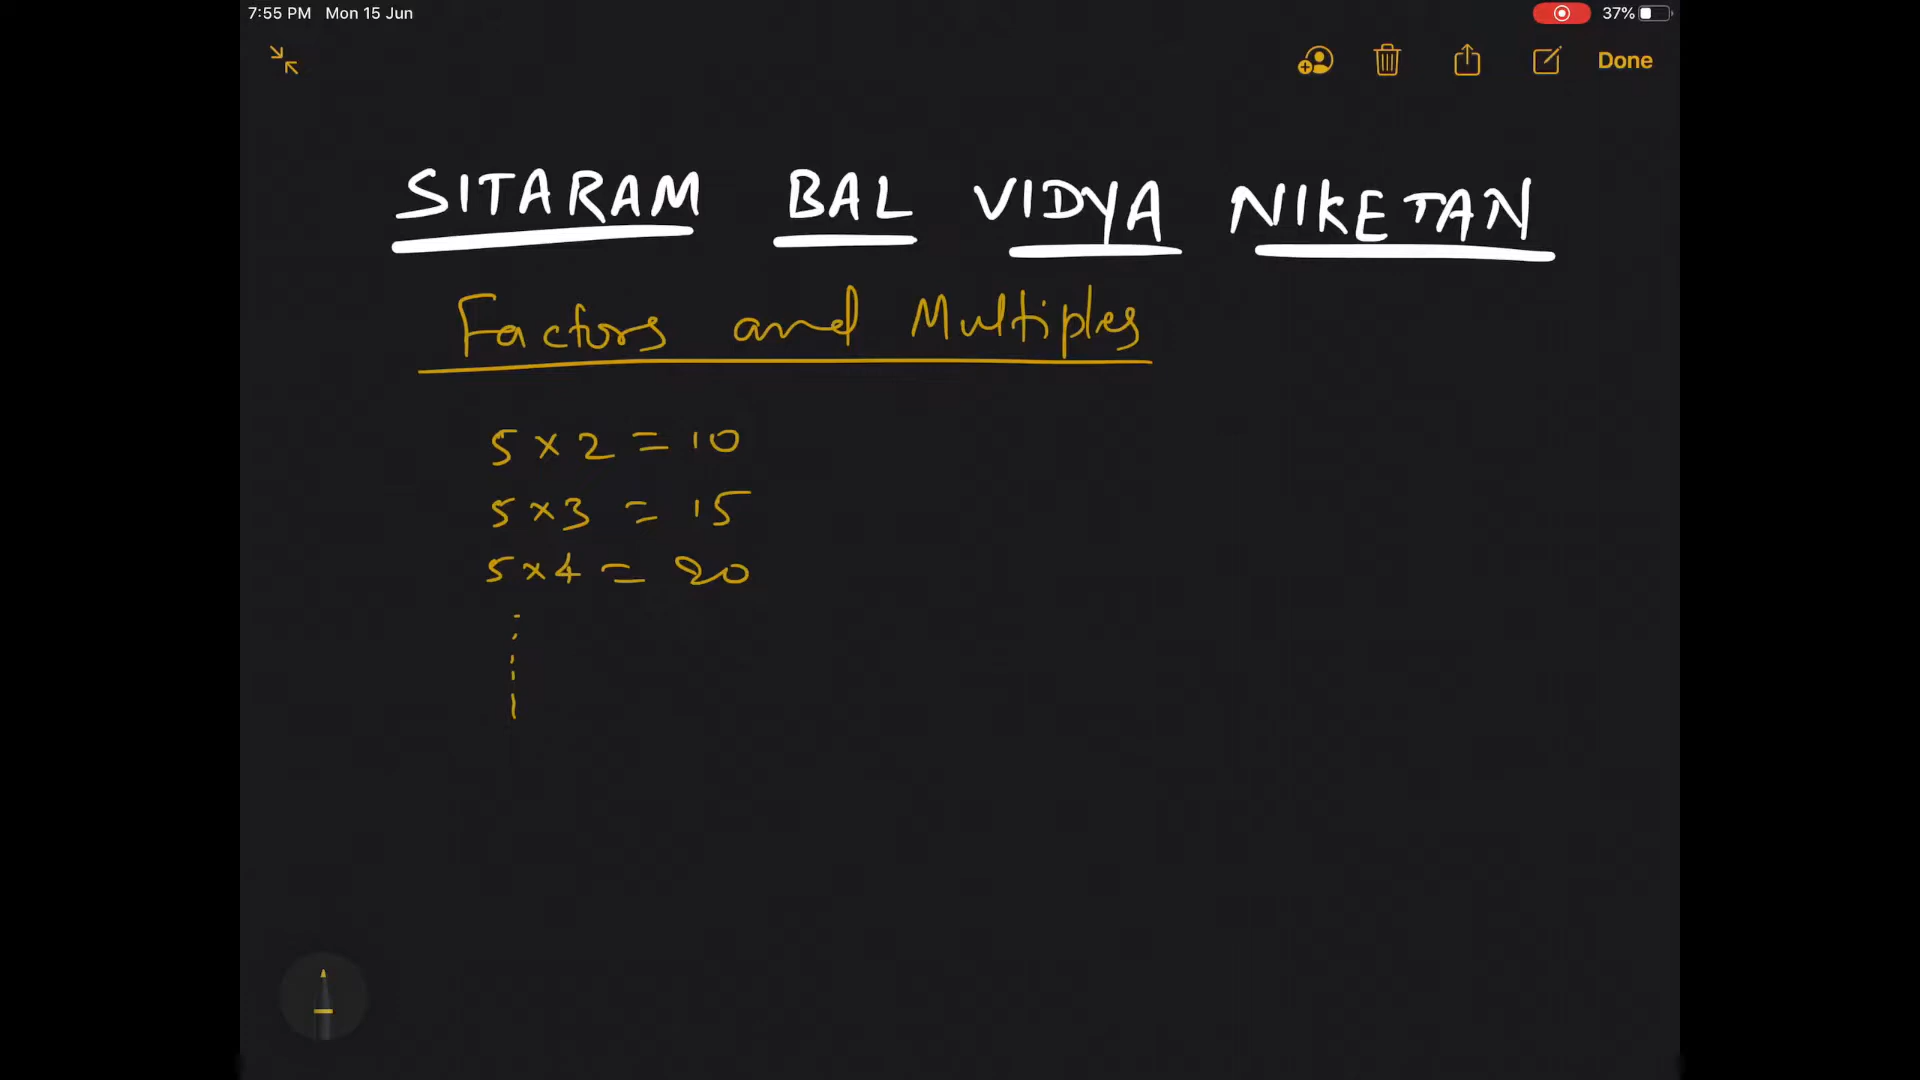 7:55 PM Mon 15 Jun 37%
Done
SITARAM BAL VIDYA NIKETAN
Factors and Multiples
5 × 2 = 10
5 × 3 = 15
5 × 4 = 20